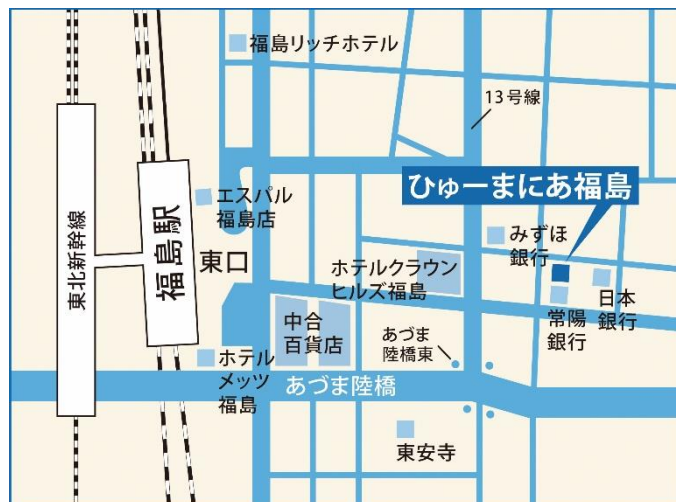 福島リッチホテル
13号線
ひゅーまにあ福島
エスパル
福島店
みずほ
銀行
東北新幹線
福島駅
東口
ホテルクラウン
ヒルズ福島
日本
銀行
常陽
銀行
中合
百貨店
あづま
陸橋東
ホテル
メッツ
福島
あづま陸橋
東安寺